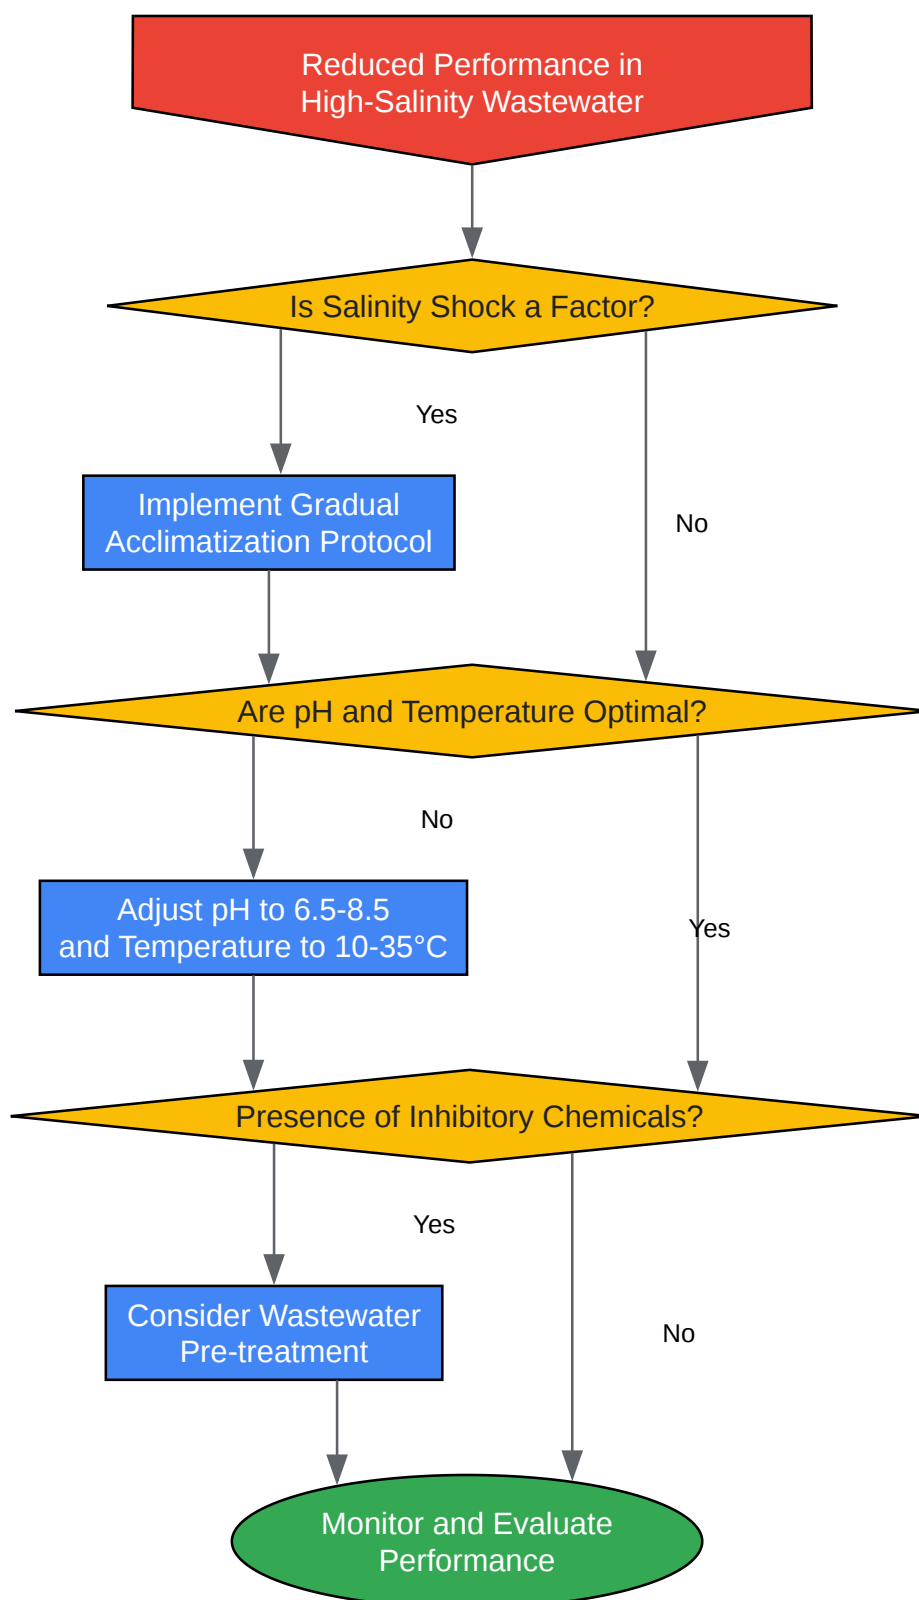 Reduced Performance in
High-Salinity Wastewater
Is Salinity Shock a Factor?
Yes
Implement Gradual
Acclimatization Protocol
No
Are pH and Temperature Optimal?
No
Adjust pH to 6.5-8.5
and Temperature to 10-35°C
Yes
Presence of Inhibitory Chemicals?
Yes
Consider Wastewater
Pre-treatment
No
Monitor and Evaluate
Performance